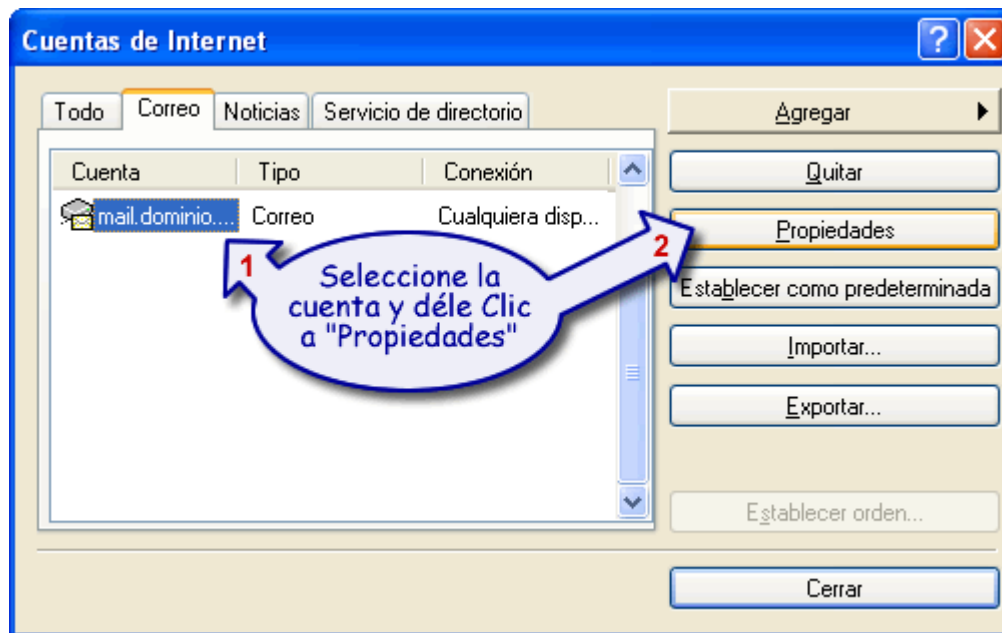 Cuentas de Internet
Todo Correo Noticias Servicio de directorio
Cuenta Tipo Conexión
mail.dominio.... Correo Cualquiera disp...
1
Seleccione la
cuenta y déle Clic
a "Propiedades"
2
Agregar
Quitar
Propiedades
Establecer como predeterminada
Importar...
Exportar...
Establecer orden...
Cerrar